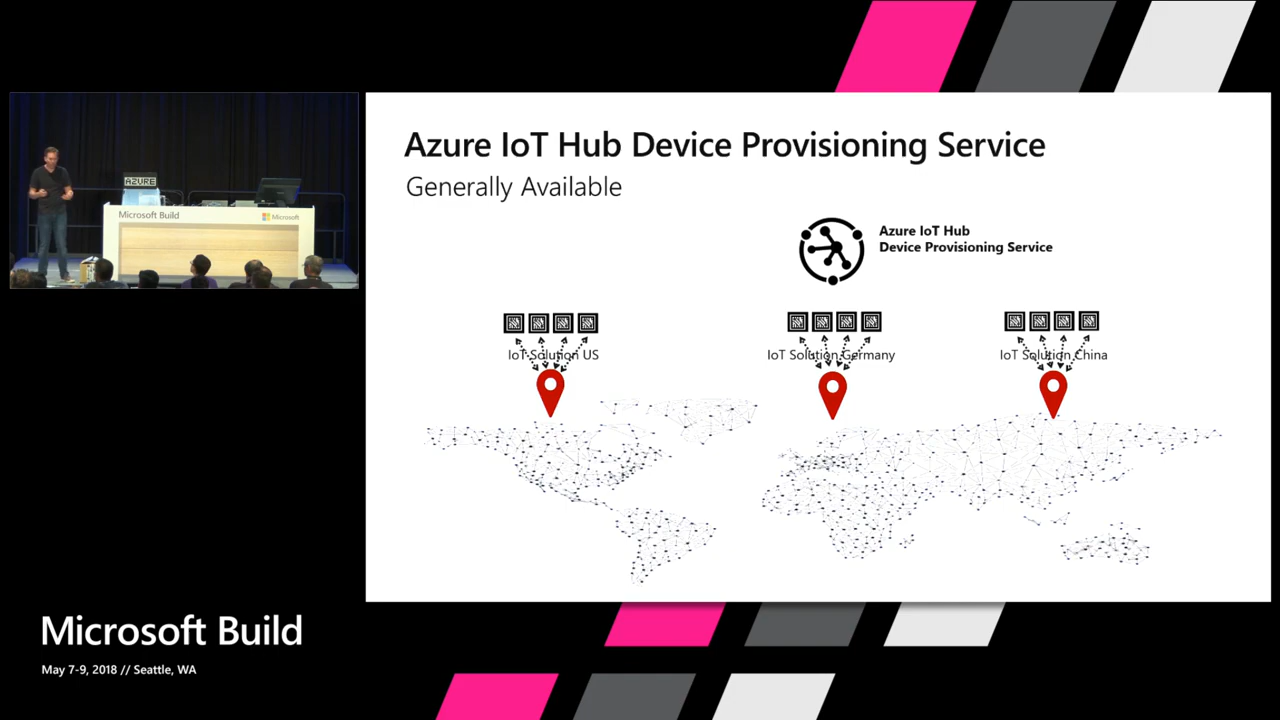 AZURE
Microsoft Build
Microsoft
Azure IoT Hub Device Provisioning Service
Generally Available
Azure IoT Hub
Device Provisioning Service
IoT Solution US
IoT Solution Germany
IoT Solution China
Microsoft Build
May 7-9, 2018 // Seattle, WA